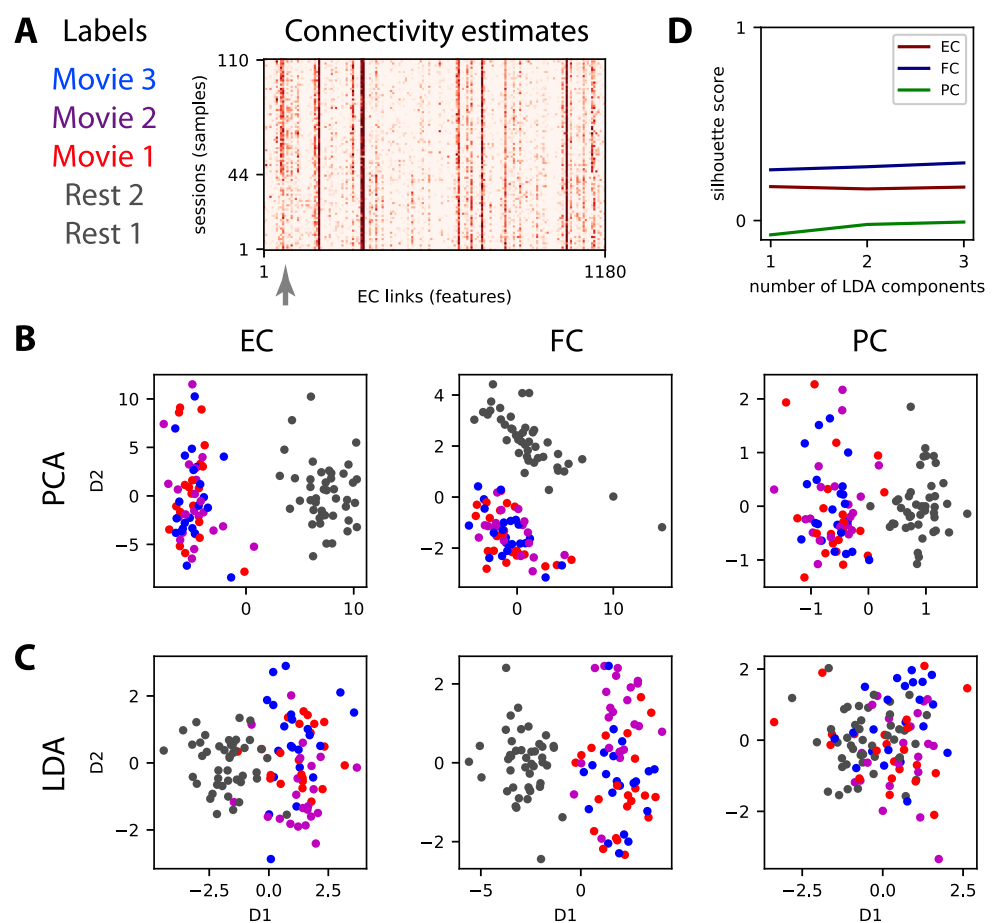 A
Labels
Movie 3
Movie 2
Movie 1
Rest 2
Rest 1
Connectivity estimates
110
44
1
sessions (samples)
1
1180
EC links (features)
D
1
0
silhouette score
EC
FC
PC
1
2
3
number of LDA components
B
EC
FC
PC
PCA
D2
10
5
0
−5
0
10
4
2
0
−2
0
10
2
1
0
−1
−1
0
1
C
LDA
D2
2
0
−2
−2.5
0.0
2.5
D1
2
0
−2
−5
0
D1
2
0
−2
−2.5
0.0
2.5
D1